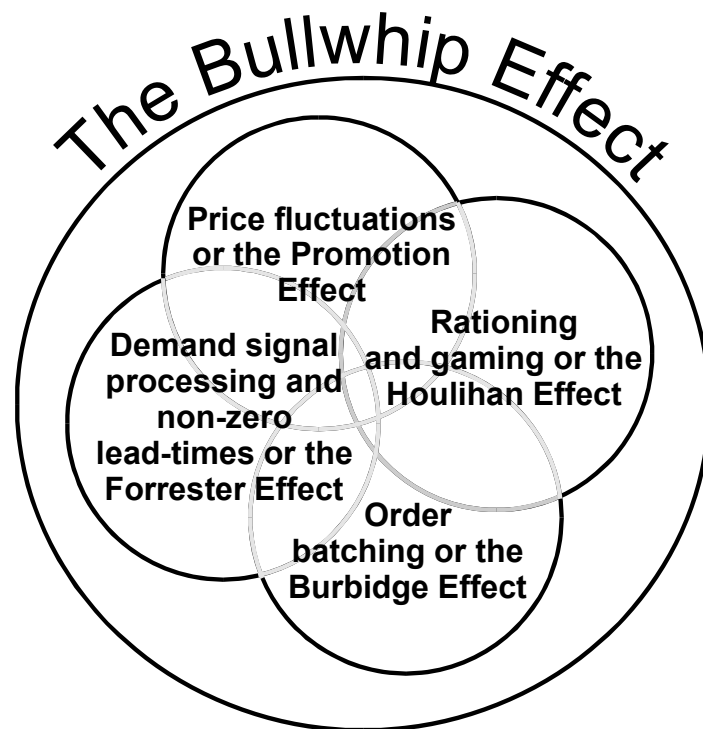 The Bullwhip Effect
Price fluctuations
or the Promotion
Effect
Rationing
and gaming or the
Houlihan Effect
Demand signal
processing and
non-zero
lead-times or the
Forrester Effect
Order
batching or the
Burbidge Effect